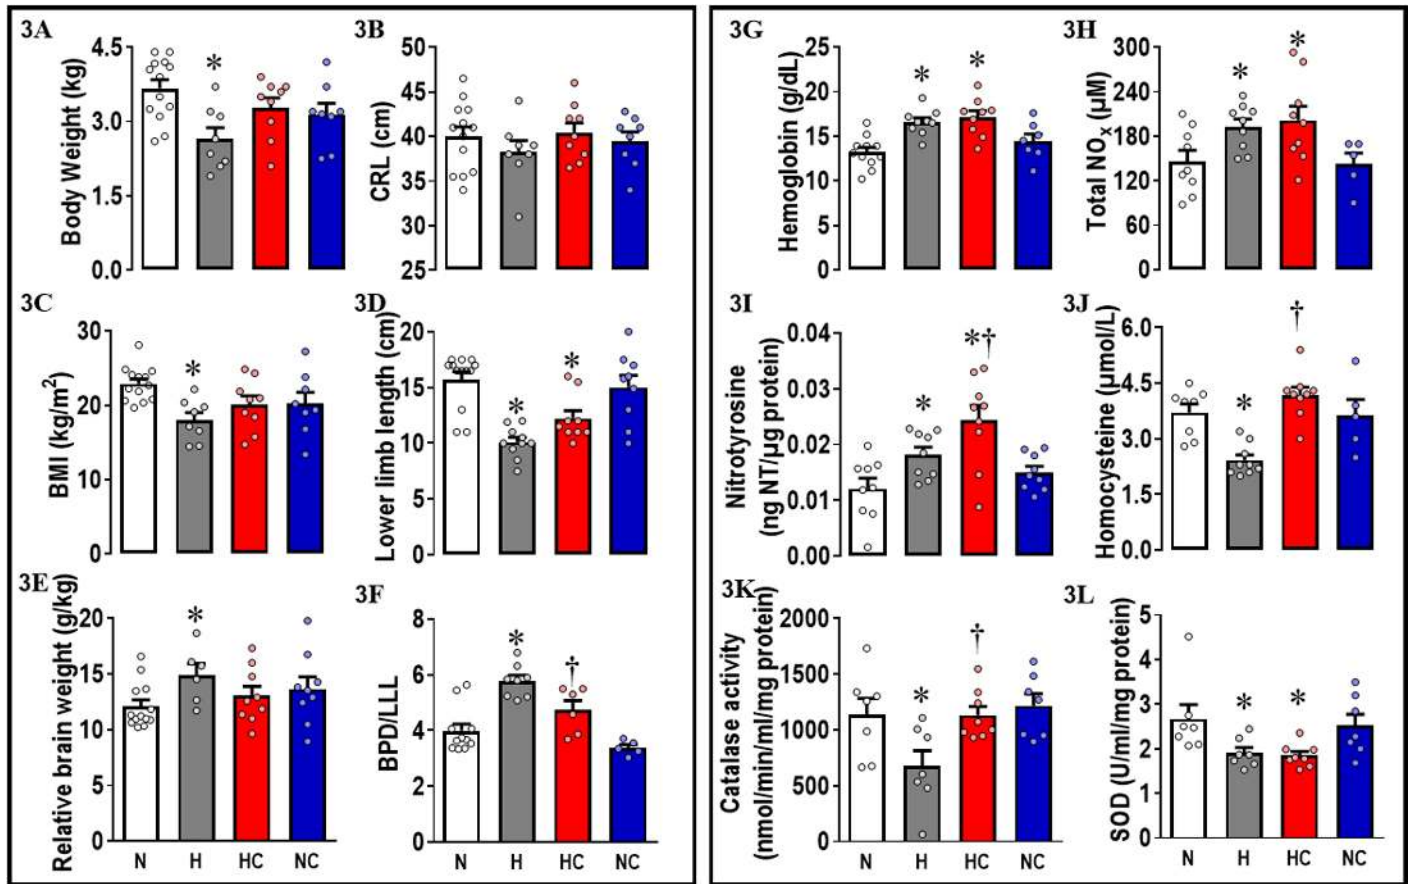 3A
Body Weight (kg)
4.5
3.0
1.5
0.0
*
3B
CRL (cm)
50
45
40
35
30
25
3C
BMI (kg/m²)
30
20
10
0
*
3D
Lower limb length (cm)
20
15
10
5
0
*
*
3E
Relative brain weight (g/kg)
20
15
10
5
0
*
N H HC NC
3F
BPD/LLL
8
6
4
2
0
*
†
N H HC NC
3G
Hemoglobin (g/dL)
25
20
15
10
5
0
*
*
3H
Total NOₓ (µM)
300
240
180
120
60
0
*
*
3I
Nitrotyrosine
(ng NT/µg protein)
0.04
0.03
0.02
0.01
0.00
*
*†
3J
Homocysteine (µmol/L)
6.0
4.5
3.0
1.5
0.0
*
†
3K
Catalase activity
(nmol/min/ml/mg protein)
2000
1500
1000
500
0
*
†
N H HC NC
3L
SOD (U/ml/mg protein)
5
4
3
2
1
0
*
*
N H HC NC